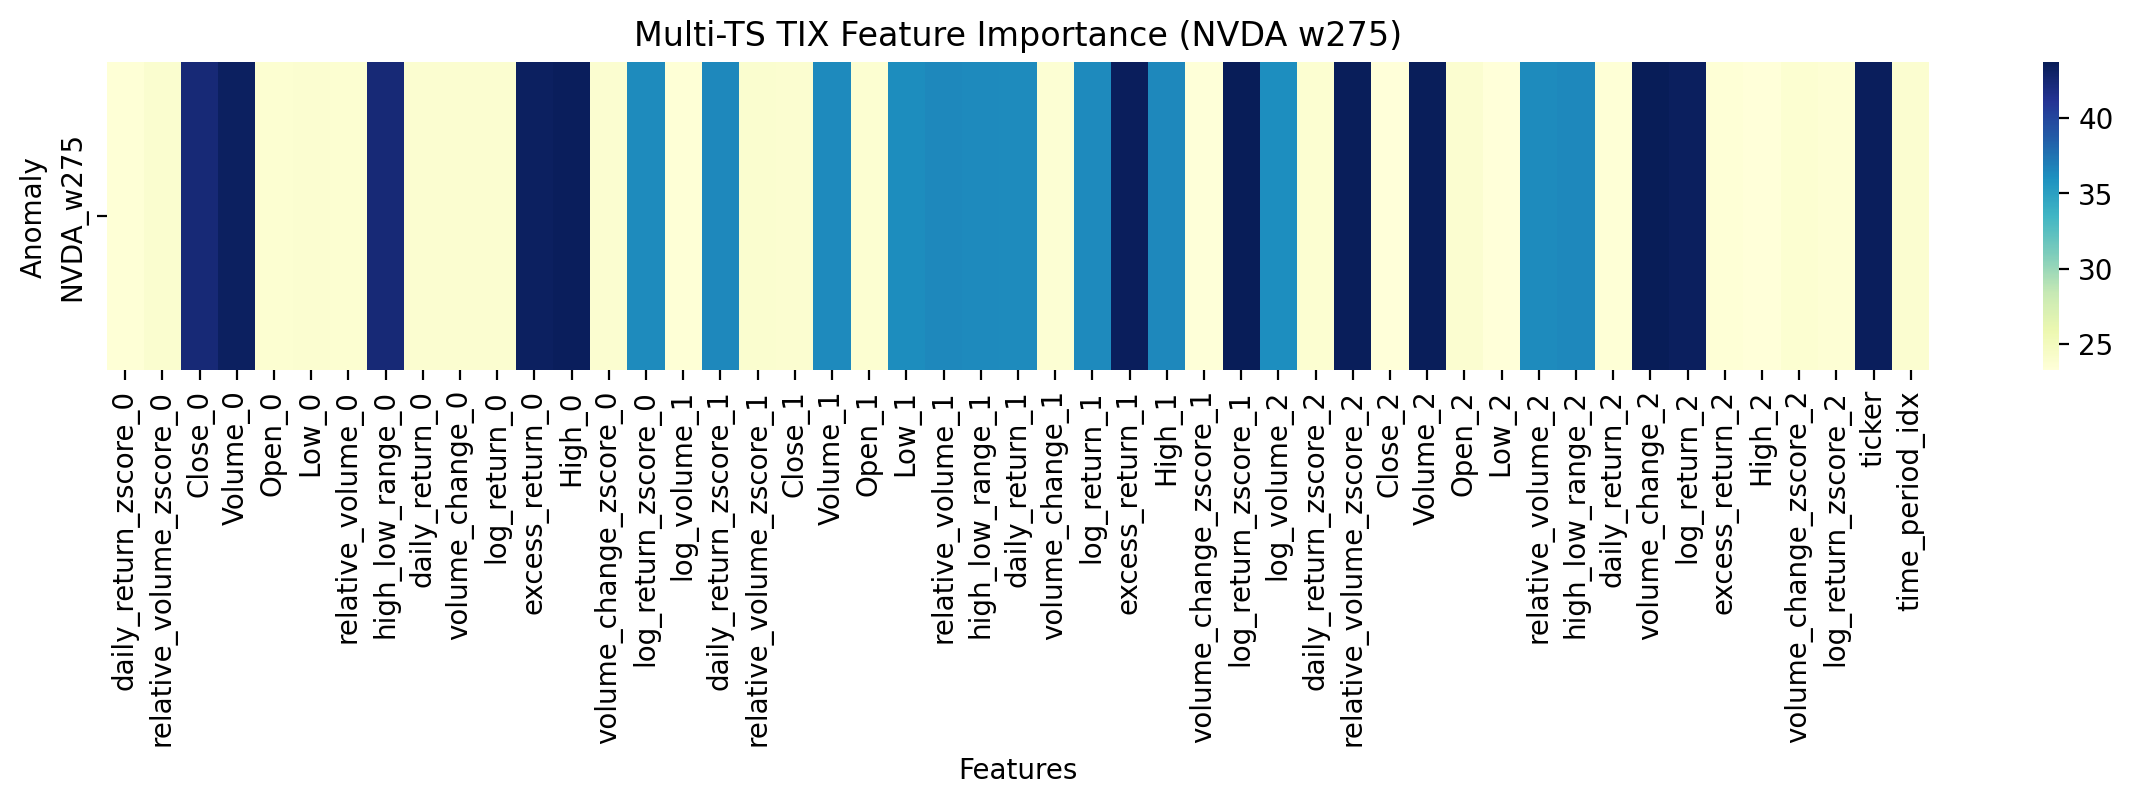 Multi-TS TIX Feature Importance (NVDA w275)
Anomaly
NVDA_w275
40
35
30
25
daily_return_zscore_0
relative_volume_zscore_0
Close_0
Volume_0
Open_0
Low_0
relative_volume_0
high_low_range_0
daily_return_0
volume_change_0
log_return_0
excess_return_0
High_0
volume_change_zscore_0
log_return_zscore_0
log_volume_1
daily_return_zscore_1
relative_volume_zscore_1
Close_1
Volume_1
Open_1
Low_1
relative_volume_1
high_low_range_1
daily_return_1
volume_change_1
log_return_1
excess_return_1
High_1
volume_change_zscore_1
log_return_zscore_1
log_volume_2
daily_return_zscore_2
relative_volume_zscore_2
Close_2
Volume_2
Open_2
Low_2
relative_volume_2
high_low_range_2
daily_return_2
volume_change_2
log_return_2
excess_return_2
High_2
volume_change_zscore_2
log_return_zscore_2
ticker
time_period_idx
Features